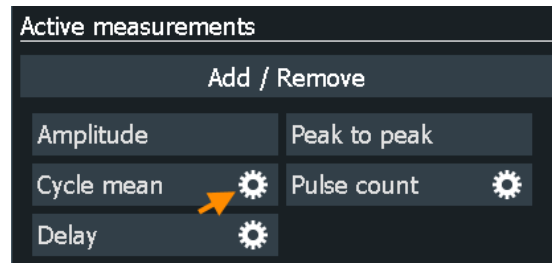 Active measurements
Add / Remove
Amplitude
Peak to peak
Cycle mean
Pulse count
Delay